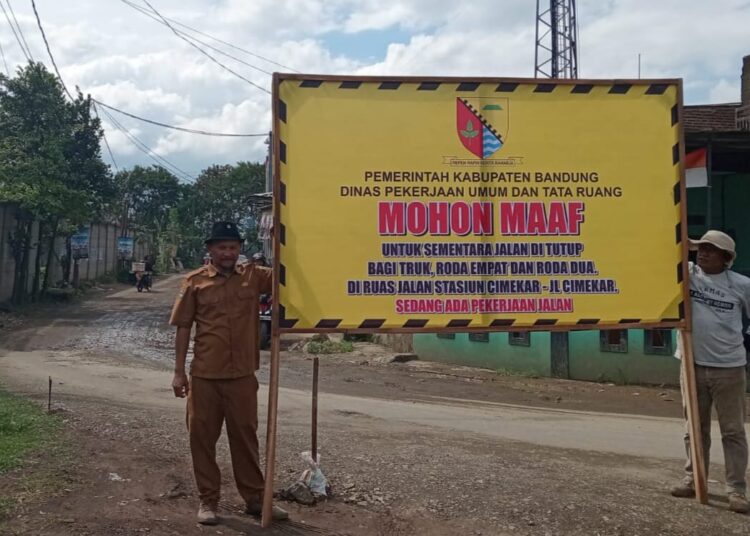 PEMERINTAH KABUPATEN BANDUNG
DINAS PEKERJAAN UMUM DAN TATA RUANG
MOHON MAAF
UNTUK SEMENTARA JALAN DI TUTUP
BAGI TRUK, RODA EMPAT DAN RODA DUA.
DI RUAS JALAN STASIUN CIMEKAR - JL CIMEKAR,
SEDANG ADA PEKERJAAN JALAN